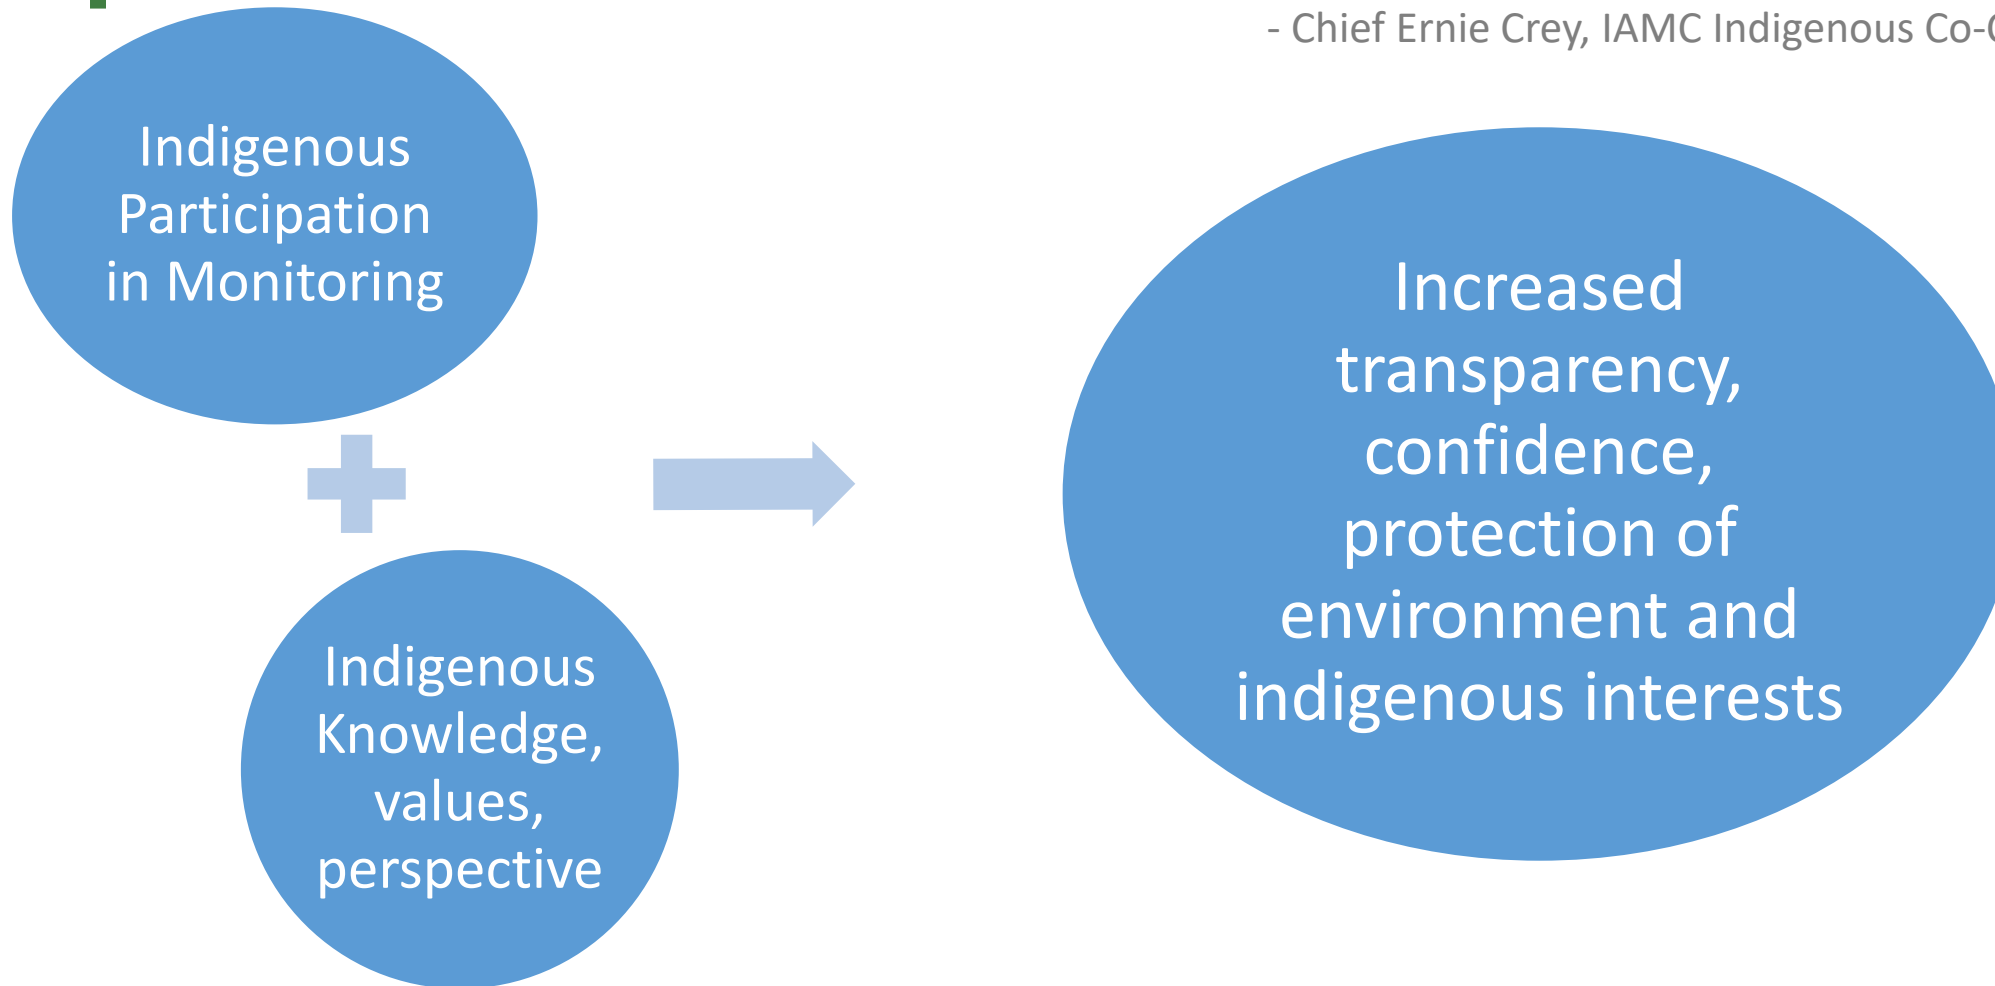 - Chief Ernie Crey, IAMC Indigenous Co-
Indigenous
Participation
in Monitoring
Indigenous
Knowledge,
values,
perspective
Increased
transparency,
confidence,
protection of
environment and
indigenous interests